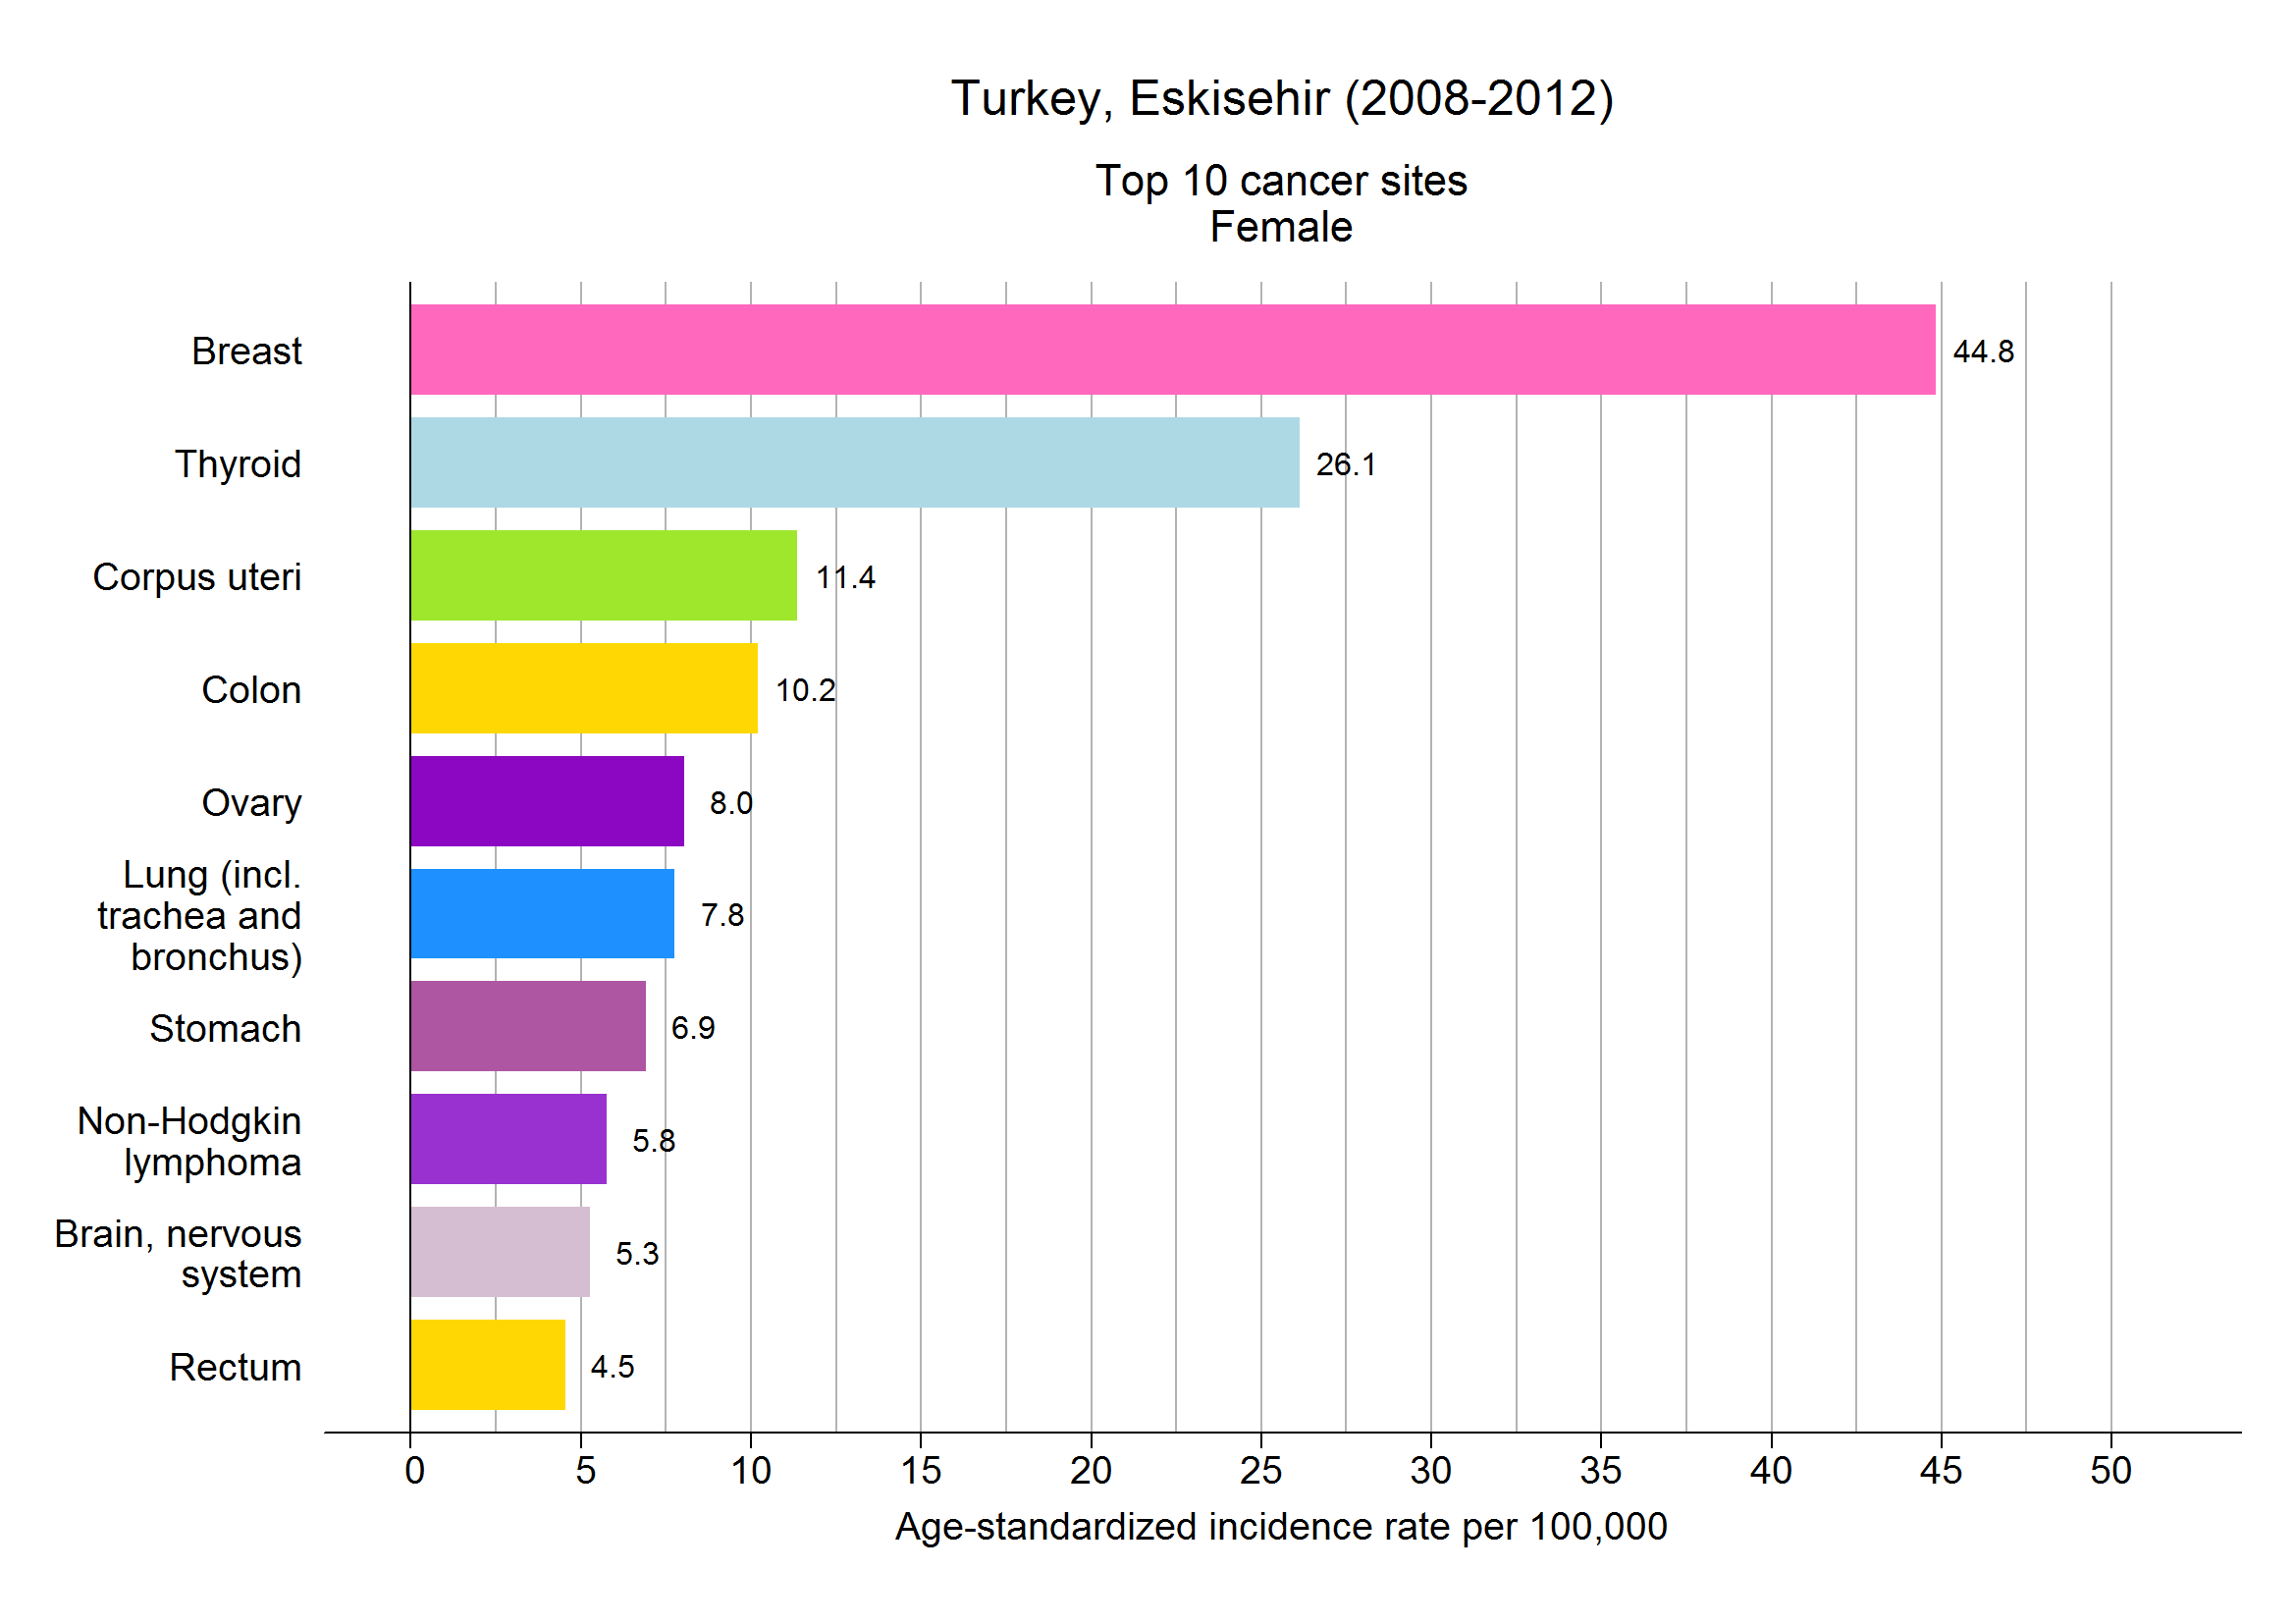 Turkey, Eskisehir (2008-2012)
Top 10 cancer sites
Female
Breast
44.8
Thyroid
26.1
Corpus uteri
11.4
Colon
10.2
Ovary
8.0
Lung (incl.
trachea and
bronchus)
7.8
Stomach
6.9
Non-Hodgkin
lymphoma
5.8
Brain, nervous
system
5.3
Rectum
4.5
0 5 10 15 20 25 30 35 40 45 50
Age-standardized incidence rate per 100,000